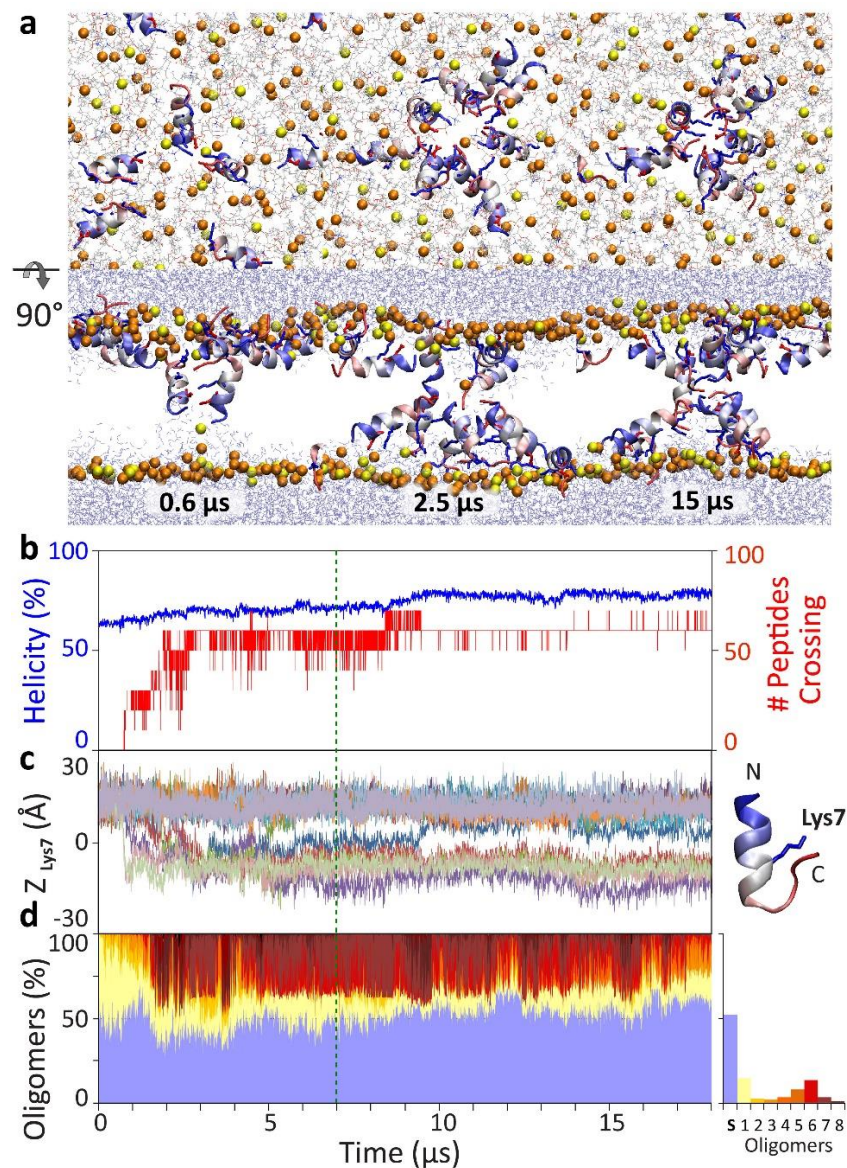 a
90°
0.6 µs 2.5 µs 15 µs
b
100 50 0
Helicity (%)
100 50 0
# Peptides
Crossing
c
30 0 -30
Z Lys7 (Å)
N
Lys7
C
d
100 50 0
Oligomers (%)
0 5 10 15
Time (µs)
S 1 2 3 4 5 6 7 8
Oligomers